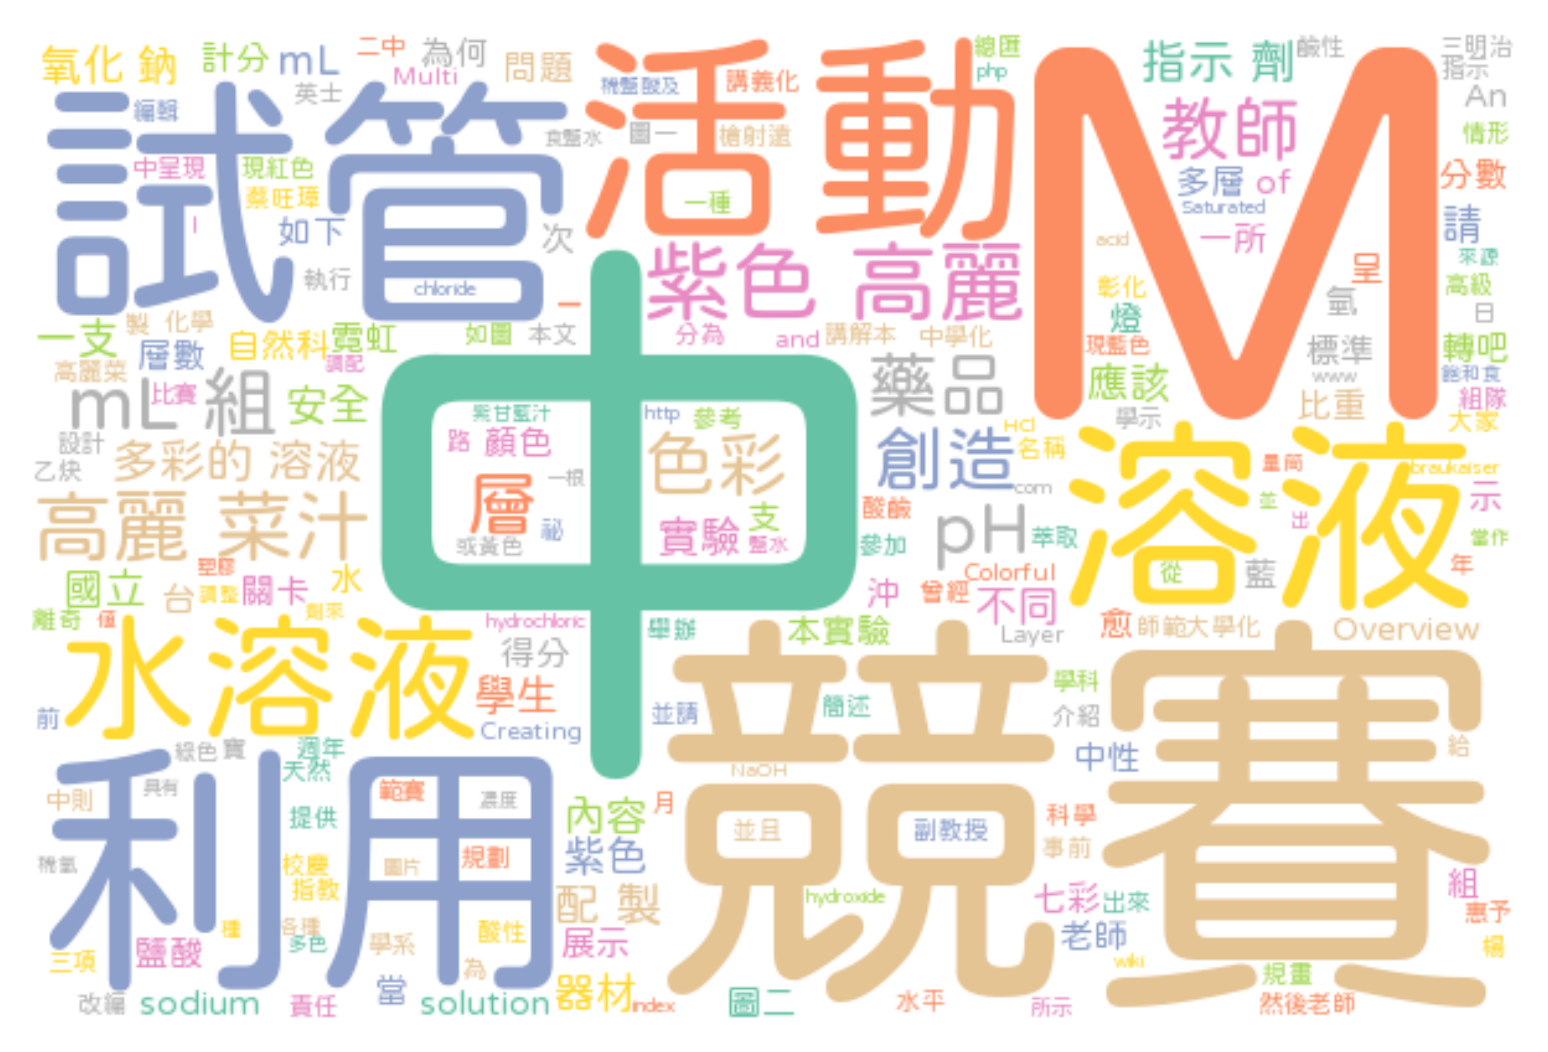 氧化 鈉 計分 mL 二中 為何 Multi 問題
英士 編輯 機鹽酸及 講義化 總匯 php
指示 劑 鹼性 三明治 指示 An
試管 活動 M
食鹽水 圖一 槍射遠 教師 情形
中呈現 現紅色 蔡旺璋 一種 多層 of 分數
Saturated 如下 次 acid 一所 請
執行 chloride 紫色 高麗 呈 來源
彰化 氫 高級 日
一支 製 化學 自然科 霓虹 如圖 本文 分為 and 講解本 中學化 燈 現藍色 標準 轉吧
層數 調配 高麗菜 www 飽和食
mL 組 比賽 安全 中 藥品 應該 比重 組隊
設計 紫甘藍汁 http 參考 學示 大家
乙炔 多彩的 溶液 路 顏色 色彩 創造 HCl 名稱 溶液 量筒 braukaiser
高麗 菜汁 層 一根 祕 com 並 示
或黃色 實驗 支 鹽水 酸鹼 pH 萃取 出 當作
國立 塑膠 水 參加 從 藍 年
台 調整 關卡 沖 曾經 Colorful 不同
離奇 值 劑來 hydrochloric 舉辦 本實驗 Layer 愈 師範大學化 Overview
水溶液 得分 學生 競賽 學科
前 Creating 並請 簡述 介紹
綠色 寶 週年 天然 NaOH 中性 給
利用 中則 具有 範賽 濃度 月
提供 內容 並且 副教授 科學
機氫 校慶 圖片 規劃 紫色 事前
指教 配 製 hydroxide 七彩 出來 組
種 各種 惠予
鹽酸 多色 學系 酸性 展示 老師 楊
三項 為 wiki 規畫
改編 sodium 責任 當 solution 器材 index 圖二 水平 所示 然後老師